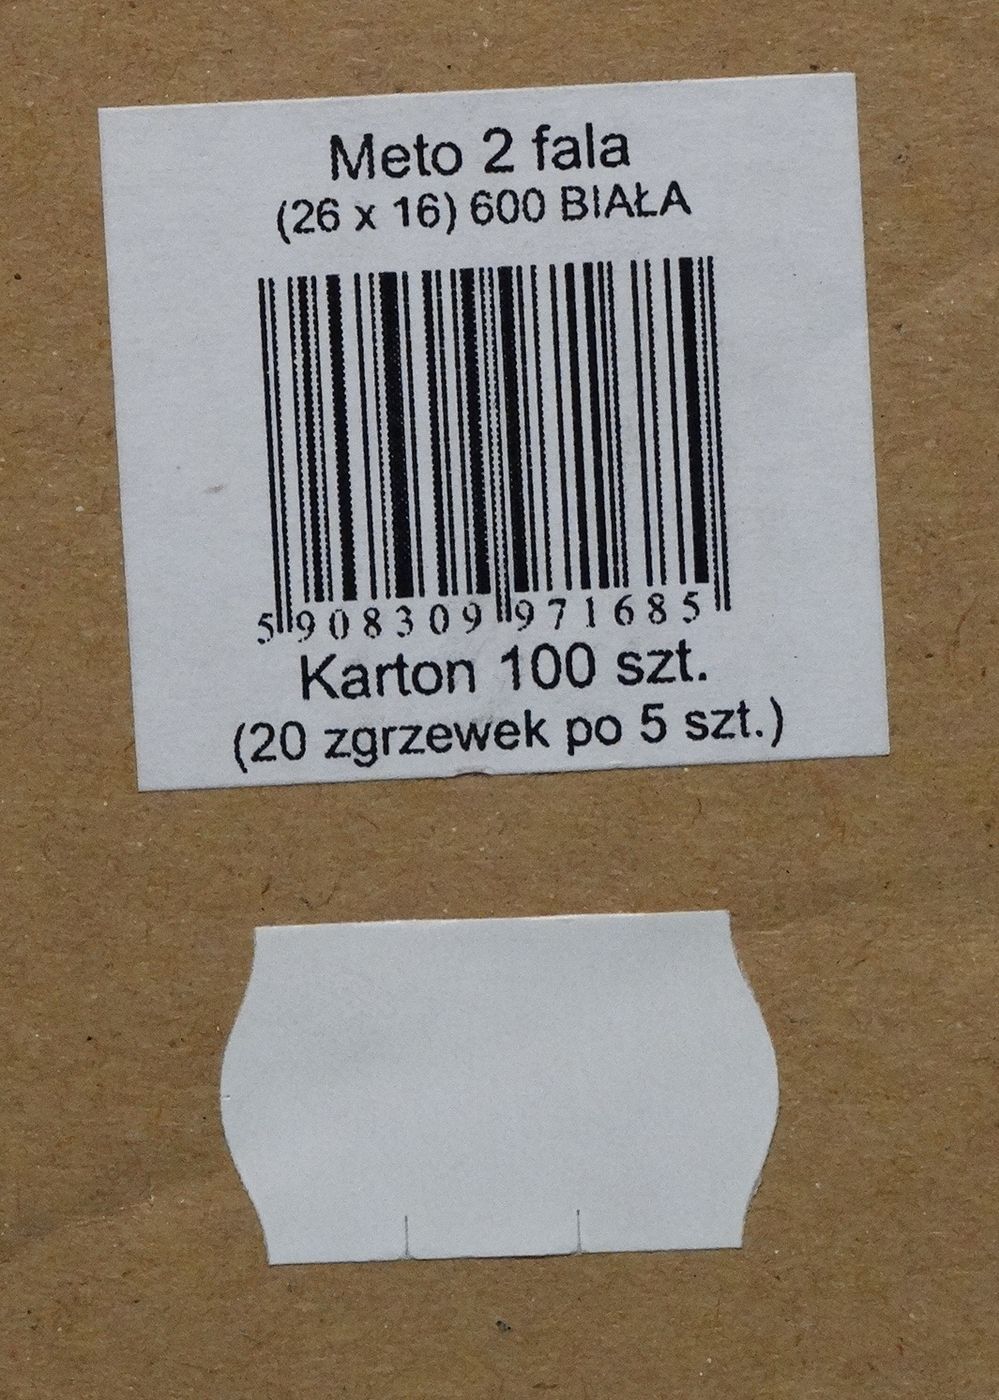 Meto 2 fala
(26 x 16) 600 BIAŁA
5 908309 971685
Karton 100 szt.
(20 zgrzewek po 5 szt.)